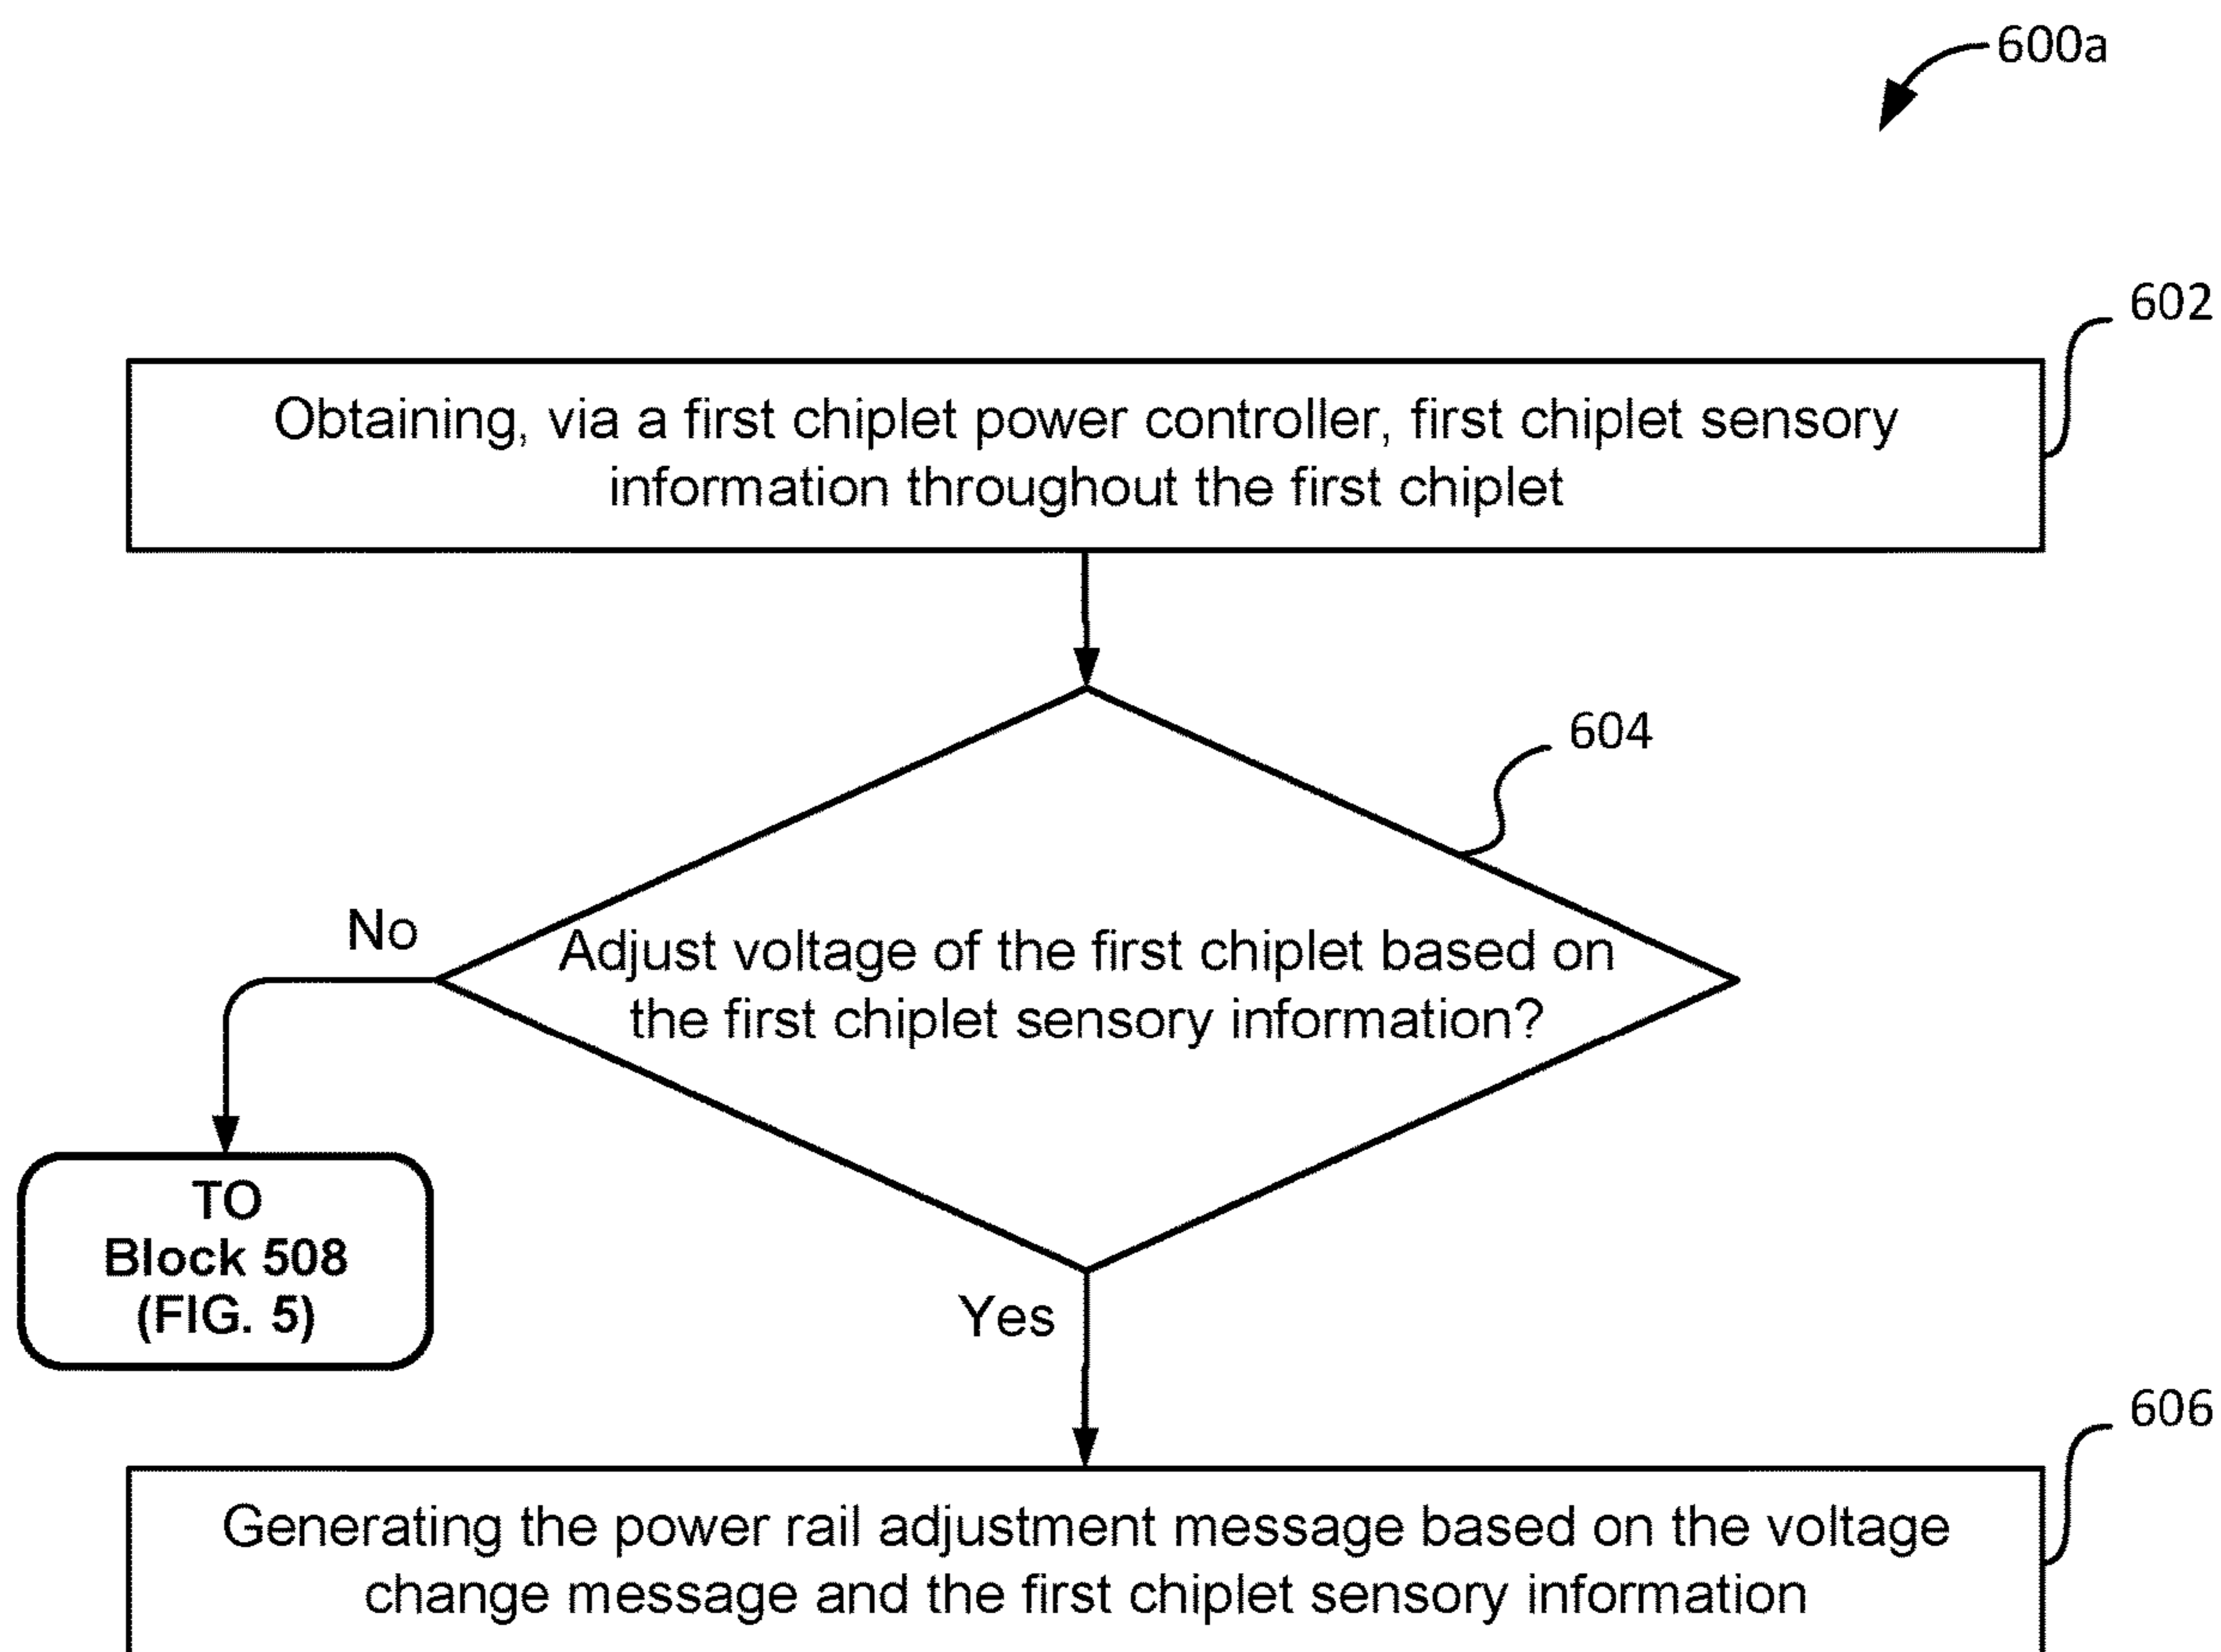 600a
602
Obtaining, via a first chiplet power controller, first chiplet sensory
information throughout the first chiplet
604
No
Adjust voltage of the first chiplet based on
the first chiplet sensory information?
TO
Block 508
(FIG. 5)
Yes
606
Generating the power rail adjustment message based on the voltage
change message and the first chiplet sensory information